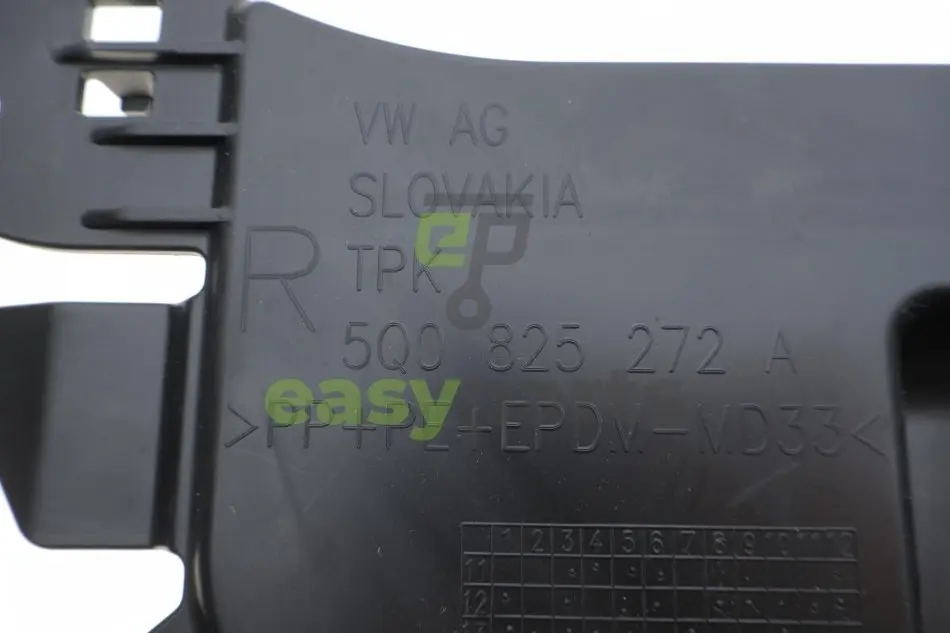 VW AG
SLOVAKIA
R TPK
5Q0 825 272 A
>PP+PE+EPDM-MD33<
eP
easy
1 2 3 4 5 6 7 8 9 10 11 12
11
12